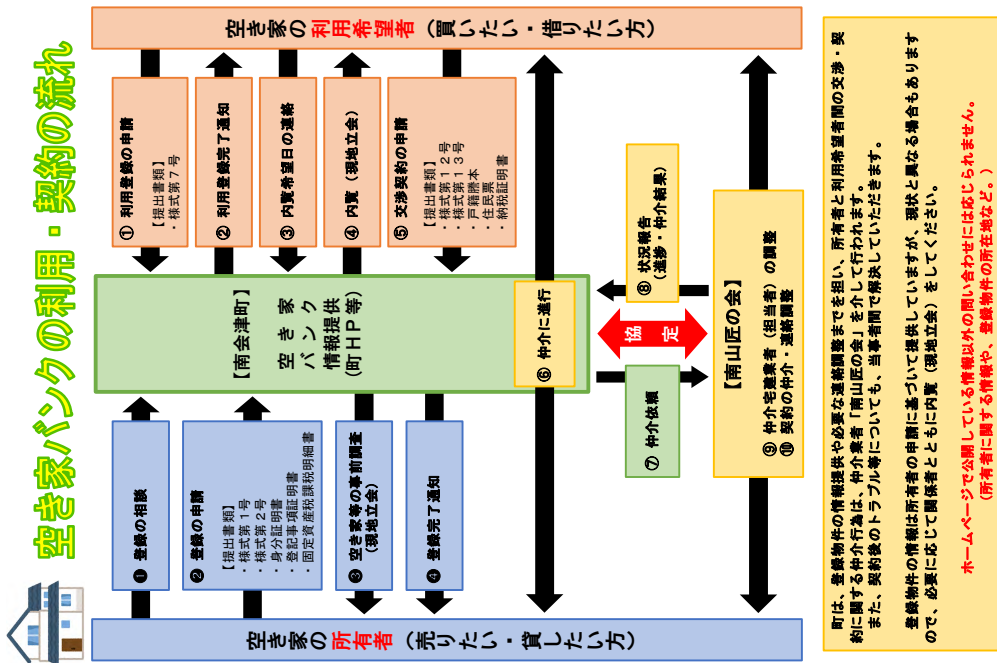 空き家バンクの利用・契約の流れ
空き家の所有者（売りたい・貸したい方）
❶ 登録の相談
❷ 登録の申請
【提出書類】
・様式第１号
・様式第２号
・身分証明書
・登記事項証明書
・固定資産税課税明細書
❸ 空き家等の事前調査
（現地立会）
❹ 登録完了通知
【南会津町】
空き家
バンク
情報提供
(町ＨＰ等)
空き家の利用希望者（買いたい・借りたい方）
① 利用登録の申請
【提出書類】
・様式第７号
② 利用登録完了通知
③ 内覧希望日の連絡
④ 内覧（現地立会）
⑤ 交渉契約の申請
【提出書類】
・様式第１２号
・様式第１３号
・戸籍謄本
・住民票
・納税証明書
⑥ 仲介に進行
⑦ 仲介依頼
協 定
⑧ 状況報告
（進捗・仲介結果）
【南山匠の会】
⑨ 仲介宅建業者（担当者）の調整
⑩ 契約の仲介・連絡調整
町は、登録物件の情報提供や必要な連絡調整までを担い、所有者と利用希望者間の交渉・契
約に関する仲介行為は、仲介業者「南山匠の会」を介して行われます。
また、契約後のトラブル等についても、当事者間で解決していただきます。
登録物件の情報は所有者の申請に基づいて提供していますが、現状と異なる場合もあります
ので、必要に応じて関係者とともに内覧（現地立会）をしてください。
ホームページで公開している情報以外の問い合わせには応じられません。
（所有者に関する情報や、登録物件の所在地など。）